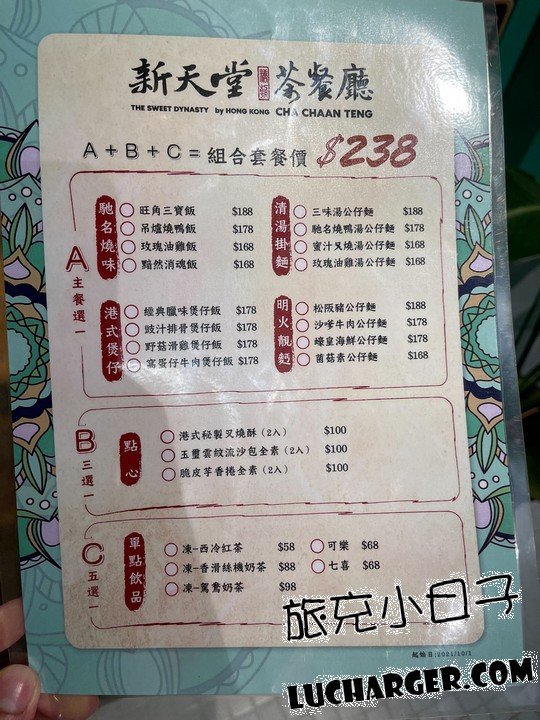 新天堂 茶餐廳
THE SWEET DYNASTY by HONG KONG CHA CHAAN TENG
A+B+C=組合套餐價 $238
A
主餐選一
馳名燒味
旺角三寶飯 $188
吊爐燒鴨飯 $178
玫瑰油雞飯 $168
黯然消魂飯 $168
清湯掛麵
三味湯公仔麵 $188
馳名燒鴨湯公仔麵 $178
蜜汁叉燒湯公仔麵 $168
玫瑰油雞湯公仔麵 $168
港式煲仔
經典臘味煲仔飯 $178
豉汁排骨煲仔飯 $178
野菇滑雞煲仔飯 $178
窩蛋仔牛肉煲仔飯 $178
明火靚麵
松阪豬公仔麵 $188
沙嗲牛肉公仔麵 $178
蠔皇海鮮公仔麵 $178
菌菇素公仔麵 $168
B
三選一
點心
港式秘製叉燒酥(2入) $100
五靈雲紋流沙包全素(2入) $100
脆皮芋香捲全素(2入) $100
C
五選一
單點飲品
凍-西冷紅茶 $58
凍-香滑絲襪奶茶 $88
凍-鴛鴦奶茶 $98
可樂 $68
七喜 $68
旅充小日子
起始日:2021/10/1
LUCHARGER.COM